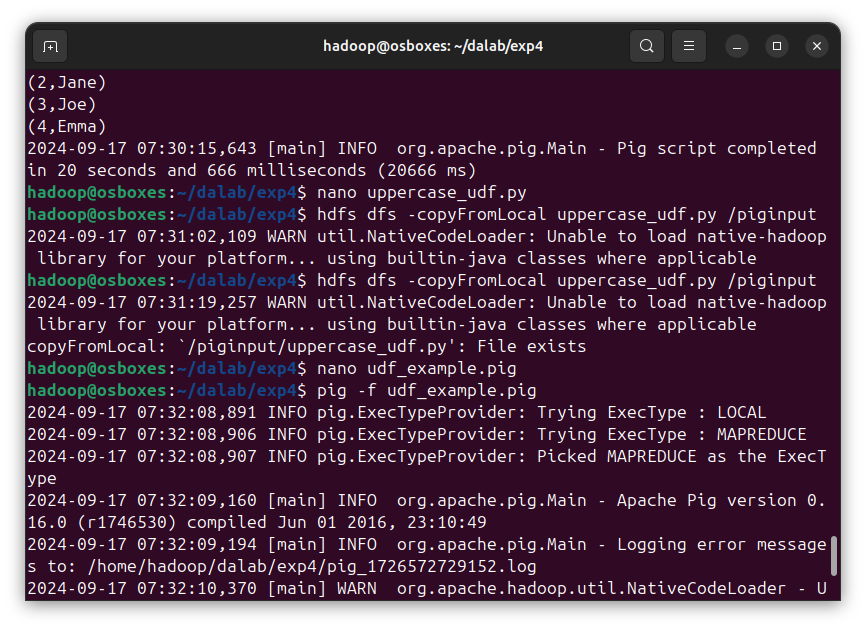 hadoop@osboxes: ~/dalab/exp4
(2,Jane)
(3,Joe)
(4,Emma)
2024-09-17 07:30:15,643 [main] INFO  org.apache.pig.Main - Pig script completed
in 20 seconds and 666 milliseconds (20666 ms)
hadoop@osboxes:~/dalab/exp4$ nano uppercase_udf.py
hadoop@osboxes:~/dalab/exp4$ hdfs dfs -copyFromLocal uppercase_udf.py /piginput
2024-09-17 07:31:02,109 WARN util.NativeCodeLoader: Unable to load native-hadoop
 library for your platform... using builtin-java classes where applicable
hadoop@osboxes:~/dalab/exp4$ hdfs dfs -copyFromLocal uppercase_udf.py /piginput
2024-09-17 07:31:19,257 WARN util.NativeCodeLoader: Unable to load native-hadoop
 library for your platform... using builtin-java classes where applicable
copyFromLocal: `/piginput/uppercase_udf.py': File exists
hadoop@osboxes:~/dalab/exp4$ nano udf_example.pig
hadoop@osboxes:~/dalab/exp4$ pig -f udf_example.pig
2024-09-17 07:32:08,891 INFO pig.ExecTypeProvider: Trying ExecType : LOCAL
2024-09-17 07:32:08,906 INFO pig.ExecTypeProvider: Trying ExecType : MAPREDUCE
2024-09-17 07:32:08,907 INFO pig.ExecTypeProvider: Picked MAPREDUCE as the ExecT
ype
2024-09-17 07:32:09,160 [main] INFO  org.apache.pig.Main - Apache Pig version 0.
16.0 (r1746530) compiled Jun 01 2016, 23:10:49
2024-09-17 07:32:09,194 [main] INFO  org.apache.pig.Main - Logging error message
s to: /home/hadoop/dalab/exp4/pig_1726572729152.log
2024-09-17 07:32:10,370 [main] WARN  org.apache.hadoop.util.NativeCodeLoader - U